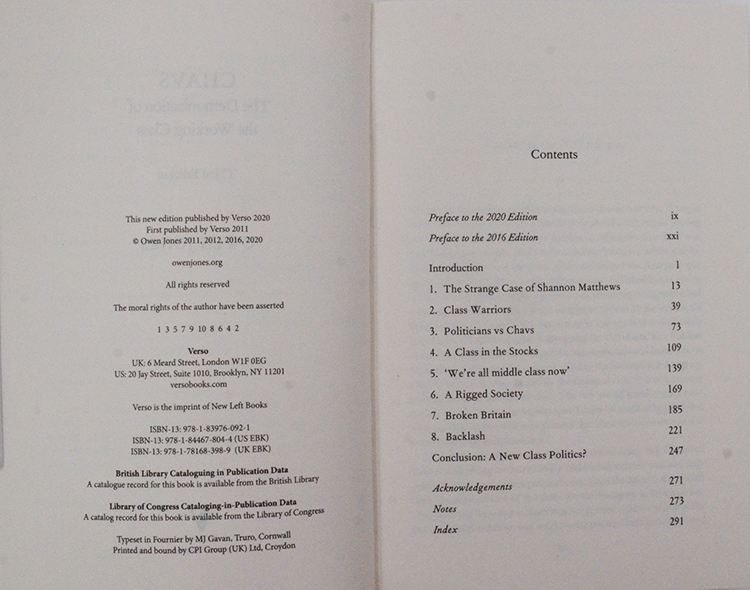 This new edition published by Verso 2020
First published by Verso 2011
© Owen Jones 2011, 2012, 2016, 2020
owenjones.org
All rights reserved
The moral rights of the author have been asserted
1 3 5 7 9 10 8 6 4 2
Verso
UK: 6 Meard Street, London W1F 0EG
US: 20 Jay Street, Suite 1010, Brooklyn, NY 11201
versobooks.com
Verso is the imprint of New Left Books
ISBN-13: 978-1-83976-092-1
ISBN-13: 978-1-84467-804-4 (US EBK)
ISBN-13: 978-1-78168-398-9 (UK EBK)
British Library Cataloguing in Publication Data
A catalogue record for this book is available from the British Library
Library of Congress Cataloging-in-Publication Data
A catalog record for this book is available from the Library of Congress
Typeset in Fournier by MJ Gavan, Truro, Cornwall
Printed and bound by CPI Group (UK) Ltd, Croydon
Contents
Preface to the 2020 Edition ix
Preface to the 2016 Edition xxi
Introduction 1
1. The Strange Case of Shannon Matthews 13
2. Class Warriors 39
3. Politicians vs Chavs 73
4. A Class in the Stocks 109
5. ‘We're all middle class now’ 139
6. A Rigged Society 169
7. Broken Britain 185
8. Backlash 221
Conclusion: A New Class Politics? 247
Acknowledgements 271
Notes 273
Index 291